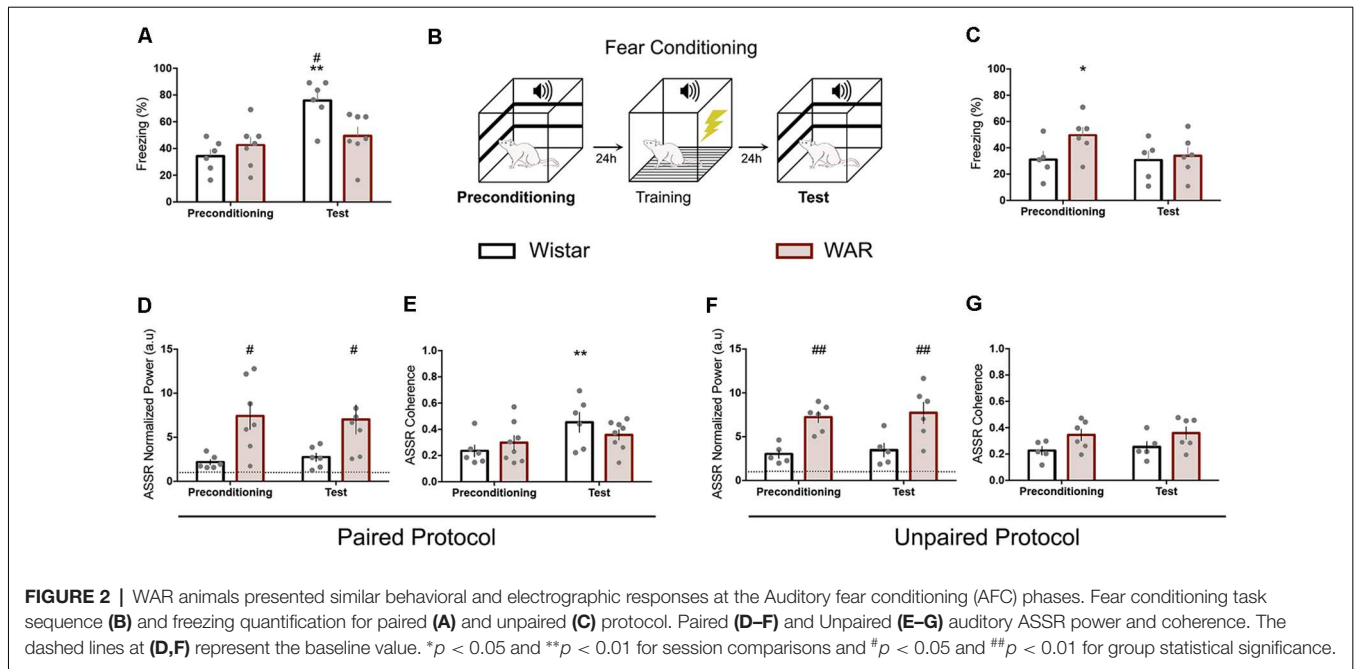 A
B
C
Fear Conditioning
#
**
*
Freezing (%)
100
80
60
40
20
0
Preconditioning
Test
24h
24h
Preconditioning
Training
Test
Freezing (%)
100
80
60
40
20
0
Preconditioning
Test
Wistar
WAR
D
E
F
G
ASSR Normalized Power (a.u)
15
10
5
0
#
#
Preconditioning
Test
ASSR Coherence
1.0
0.8
0.6
0.4
0.2
0.0
**
Preconditioning
Test
ASSR Normalized Power (a.u)
15
10
5
0
##
##
Preconditioning
Test
ASSR Coherence
1.0
0.8
0.6
0.4
0.2
0.0
Preconditioning
Test
Paired Protocol
Unpaired Protocol
FIGURE 2 | WAR animals presented similar behavioral and electrographic responses at the Auditory fear conditioning (AFC) phases. Fear conditioning task
sequence (B) and freezing quantification for paired (A) and unpaired (C) protocol. Paired (D–F) and Unpaired (E–G) auditory ASSR power and coherence. The
dashed lines at (D,F) represent the baseline value. *p < 0.05 and **p < 0.01 for session comparisons and #p < 0.05 and ##p < 0.01 for group statistical significance.